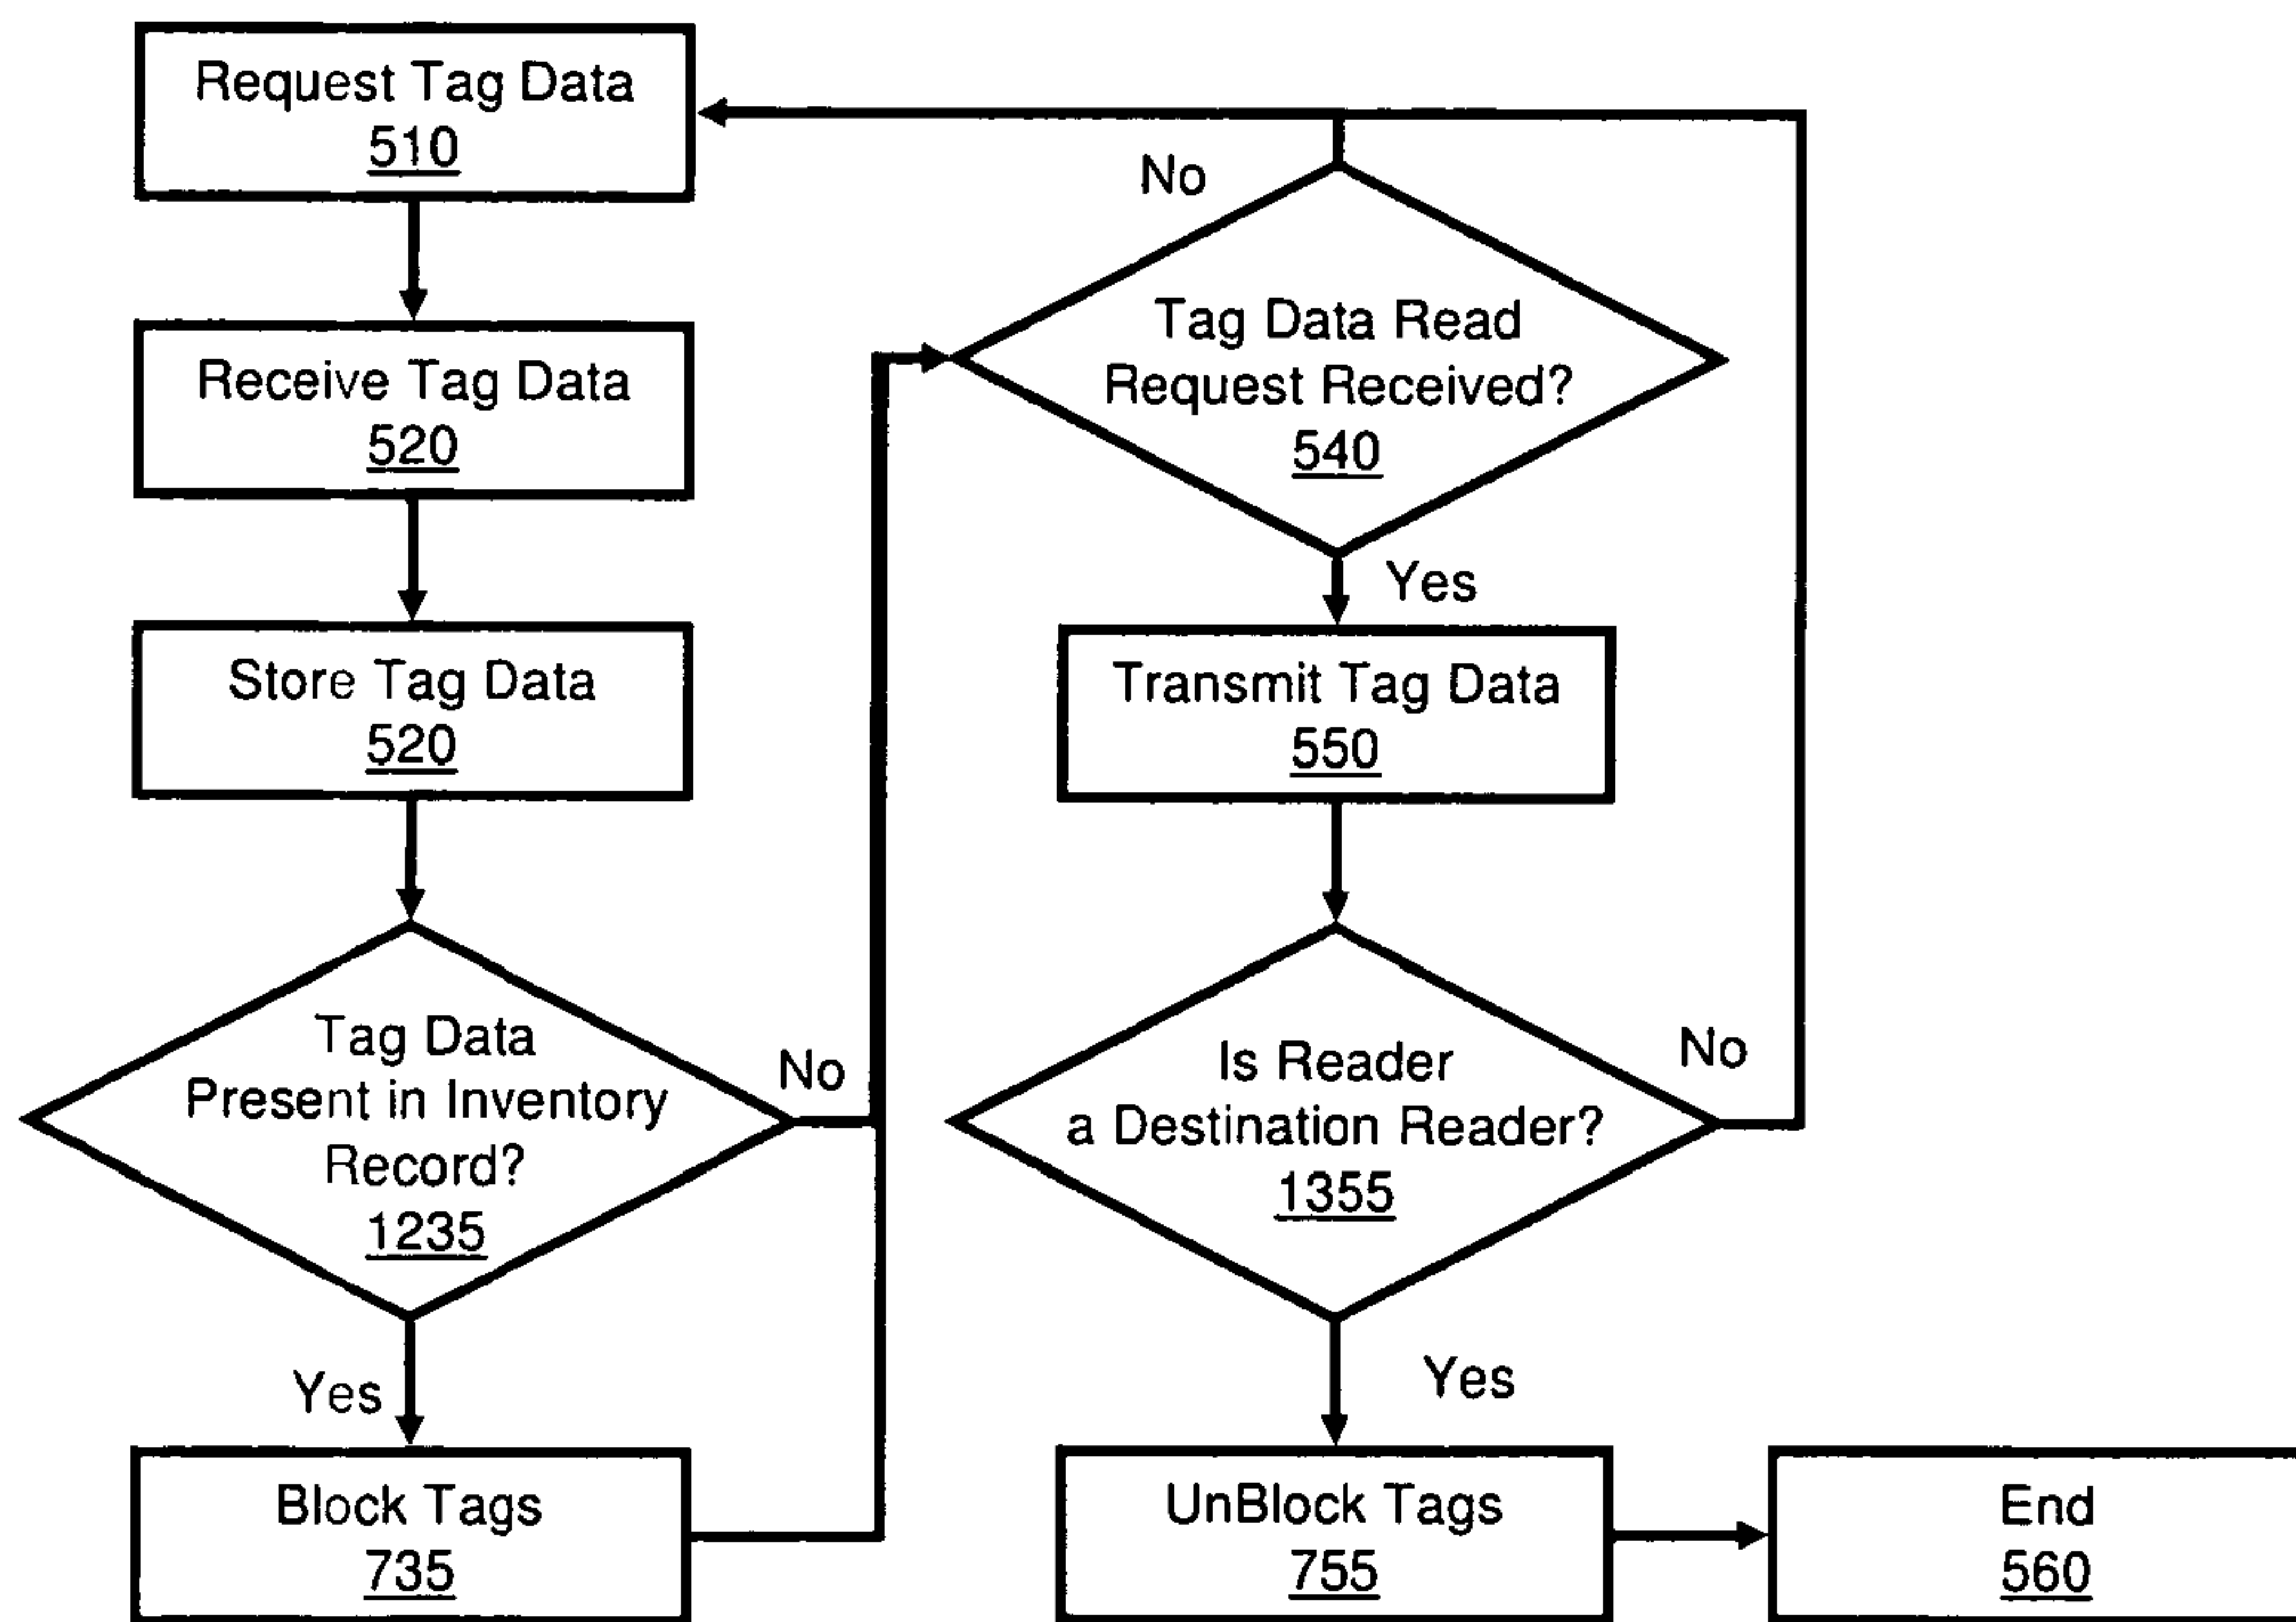 Request Tag Data
510
Receive Tag Data
520
Store Tag Data
520
Tag Data
Present in Inventory
Record?
1235
No
Yes
Block Tags
735
No
Tag Data Read
Request Received?
540
Yes
Transmit Tag Data
550
Is Reader
a Destination Reader?
1355
No
Yes
UnBlock Tags
755
End
560